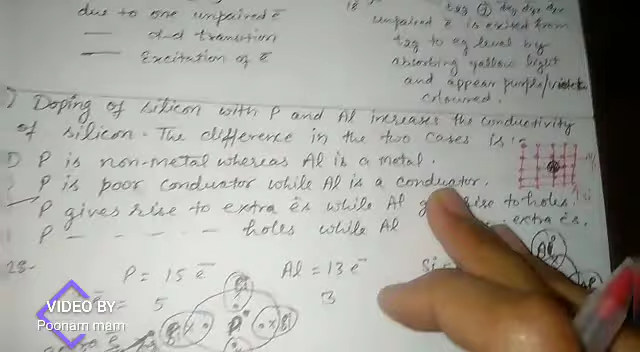 due to one unpaired ē
— d-d transition
— Excitation of ē
unpaired ē is excited from
t2g to eg level by
absorbing yellow light
and appear purple/violet
coloured.
Doping of silicon with P and Al increases the conductivity
of silicon. The difference in the two cases is:
P is non-metal whereas Al is a metal.
P is poor conductor while Al is a conductor.
P gives rise to extra ēs while Al rise to holes.
P - - - - - holes while Al extra ēs.
28-
P = 15 ē Al = 13 ē Si
= 5 3
P
Al
VIDEO BY
Poonam mam